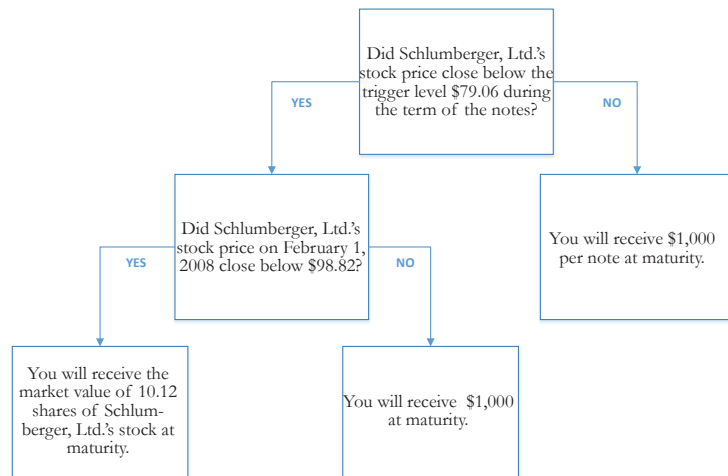 Did Schlumberger, Ltd.'s
stock price close below the
trigger level $79.06 during
the term of the notes?
YES
NO
Did Schlumberger, Ltd.'s
stock price on February 1,
2008 close below $98.82?
You will receive $1,000
per note at maturity.
YES
NO
You will receive the
market value of 10.12
shares of Schlum-
berger, Ltd.'s stock at
maturity.
You will receive $1,000
at maturity.